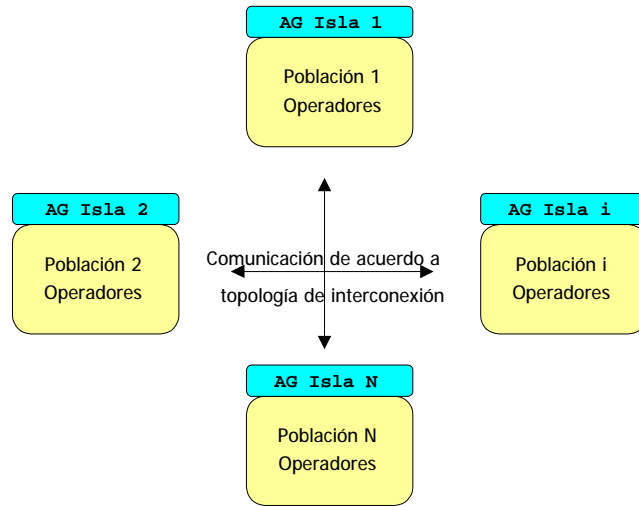 AG Isla 1
Población 1
Operadores
AG Isla 2
Población 2
Operadores
Comunicación de acuerdo a
topología de interconexión
AG Isla i
Población i
Operadores
AG Isla N
Población N
Operadores